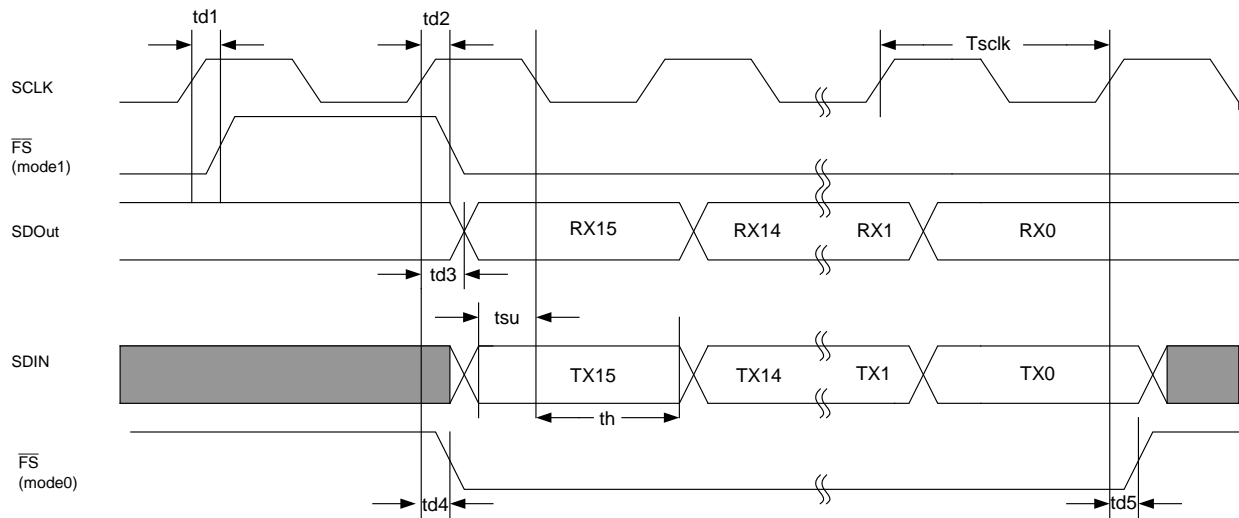 td1
td2
Tsclk
SCLK
FS
(mode1)
SDOut
RX15
RX14
RX1
RX0
td3
tsu
SDIN
TX15
TX14
TX1
TX0
th
FS
(mode0)
td4
td5